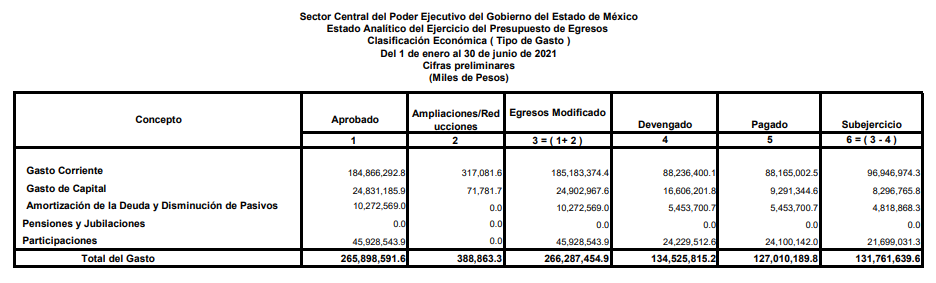 Sector Central del Poder Ejecutivo del Gobierno del Estado de México
Estado Analítico del Ejercicio del Presupuesto de Egresos
Clasificación Económica ( Tipo de Gasto )
Del 1 de enero al 30 de junio de 2021
Cifras preliminares
(Miles de Pesos)
Concepto Aprobado Ampliaciones/Red ucciones Egresos Modificado Devengado Pagado Subejercicio
1 2 3 = ( 1+ 2 ) 4 5 6 = ( 3 - 4 )
Gasto Corriente 184,866,292.8 317,081.6 185,183,374.4 88,236,400.1 88,165,002.5 96,946,974.3
Gasto de Capital 24,831,185.9 71,781.7 24,902,967.6 16,606,201.8 9,291,344.6 8,296,765.8
Amortización de la Deuda y Disminución de Pasivos 10,272,569.0 0.0 10,272,569.0 5,453,700.7 5,453,700.7 4,818,868.3
Pensiones y Jubilaciones 0.0 0.0 0.0 0.0 0.0 0.0
Participaciones 45,928,543.9 0.0 45,928,543.9 24,229,512.6 24,100,142.0 21,699,031.3
Total del Gasto 265,898,591.6 388,863.3 266,287,454.9 134,525,815.2 127,010,189.8 131,761,639.6